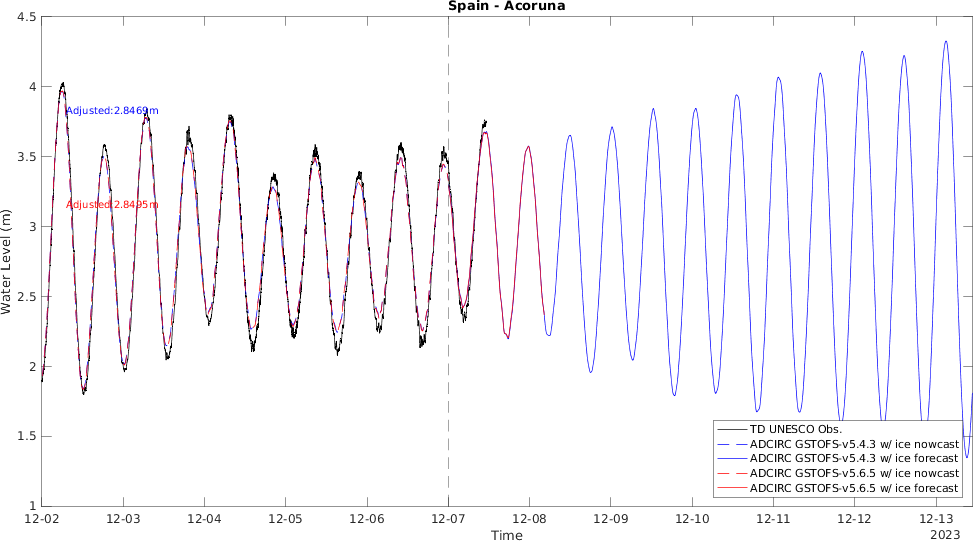 Spain - Acoruna
4.5
4
3.5
3
2.5
2
1.5
1
Water Level (m)
Adjusted:2.8469m
Adjusted:2.8495m
TD UNESCO Obs.
ADCIRC GSTOFS-v5.4.3 w/ ice nowcast
ADCIRC GSTOFS-v5.4.3 w/ ice forecast
ADCIRC GSTOFS-v5.6.5 w/ ice nowcast
ADCIRC GSTOFS-v5.6.5 w/ ice forecast
12-02 12-03 12-04 12-05 12-06 12-07 12-08 12-09 12-10 12-11 12-12 12-13
Time
2023